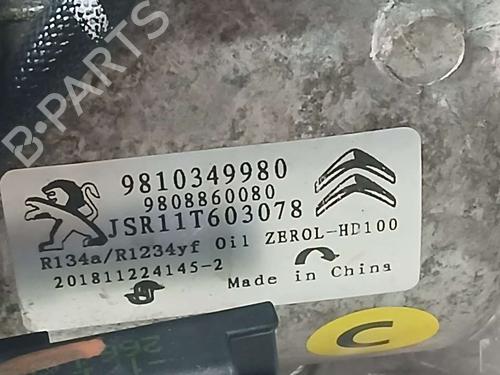 B-PARTS
9810349980
9808860080
JSR11T603078
R134a/R1234yf Oil ZEROL-HD100
201811224145-2
Made in China
C